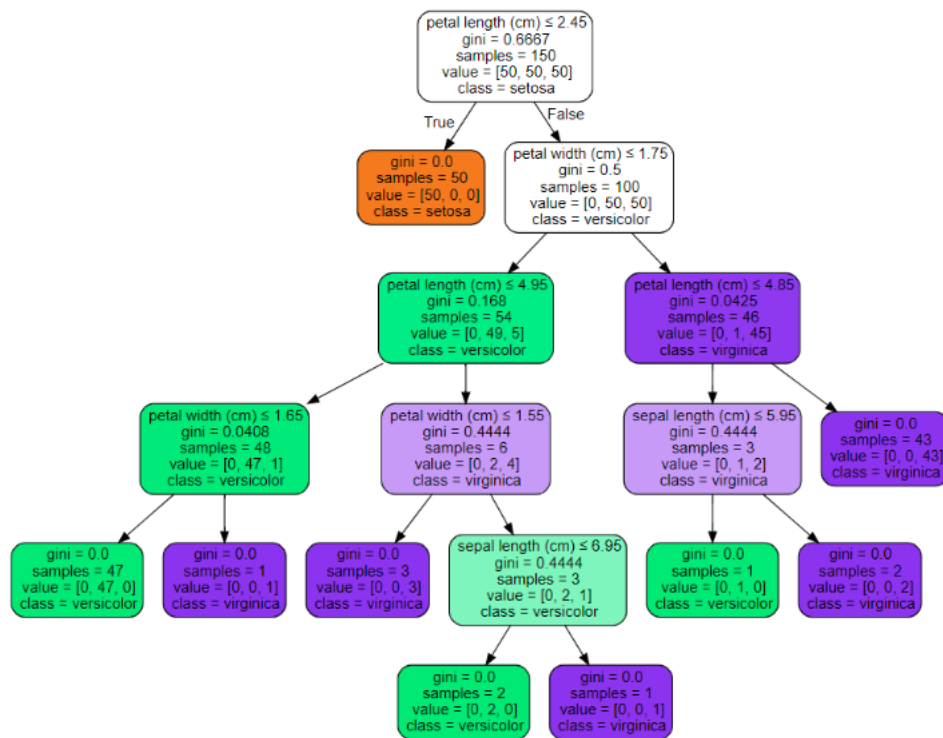 petal length (cm) ≤ 2.45
gini = 0.6667
samples = 150
value = [50, 50, 50]
class = setosa
True
False
gini = 0.0
samples = 50
value = [50, 0, 0]
class = setosa
petal width (cm) ≤ 1.75
gini = 0.5
samples = 100
value = [0, 50, 50]
class = versicolor
petal length (cm) ≤ 4.95
gini = 0.168
samples = 54
value = [0, 49, 5]
class = versicolor
petal length (cm) ≤ 4.85
gini = 0.0425
samples = 46
value = [0, 1, 45]
class = virginica
petal width (cm) ≤ 1.65
gini = 0.0408
samples = 48
value = [0, 47, 1]
class = versicolor
petal width (cm) ≤ 1.55
gini = 0.4444
samples = 6
value = [0, 2, 4]
class = virginica
sepal length (cm) ≤ 5.95
gini = 0.4444
samples = 3
value = [0, 1, 2]
class = virginica
gini = 0.0
samples = 43
value = [0, 0, 43]
class = virginica
gini = 0.0
samples = 47
value = [0, 47, 0]
class = versicolor
gini = 0.0
samples = 1
value = [0, 0, 1]
class = virginica
gini = 0.0
samples = 3
value = [0, 0, 3]
class = virginica
sepal length (cm) ≤ 6.95
gini = 0.4444
samples = 3
value = [0, 2, 1]
class = versicolor
gini = 0.0
samples = 1
value = [0, 1, 0]
class = versicolor
gini = 0.0
samples = 2
value = [0, 0, 2]
class = virginica
gini = 0.0
samples = 2
value = [0, 2, 0]
class = versicolor
gini = 0.0
samples = 1
value = [0, 0, 1]
class = virginica